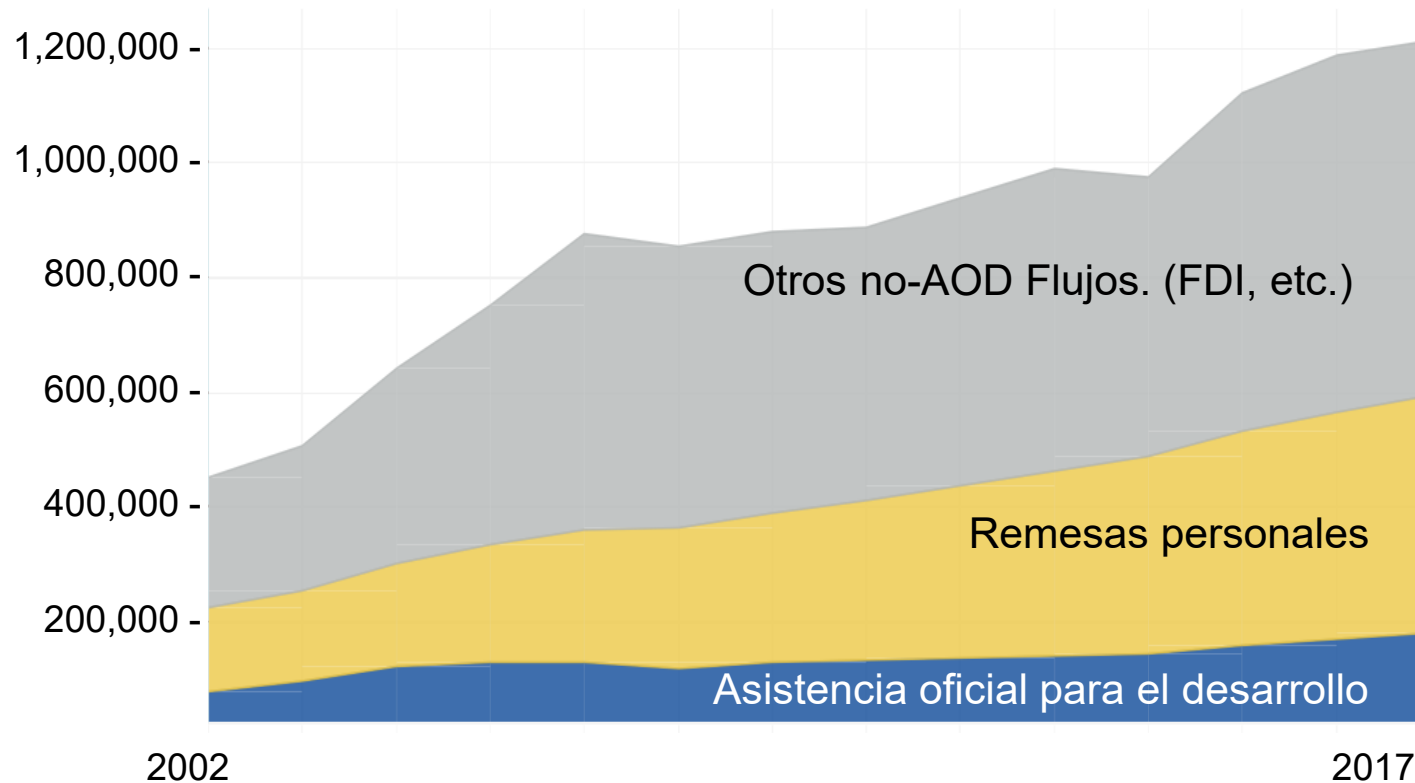 1,200,000 -
1,000,000 -
800,000 -
Otros no-AOD Flujos. (FDI, etc.)
600,000 -
400,000 -
Remesas personales
200,000 -
Asistencia oficial para el desarrollo
2002
2017